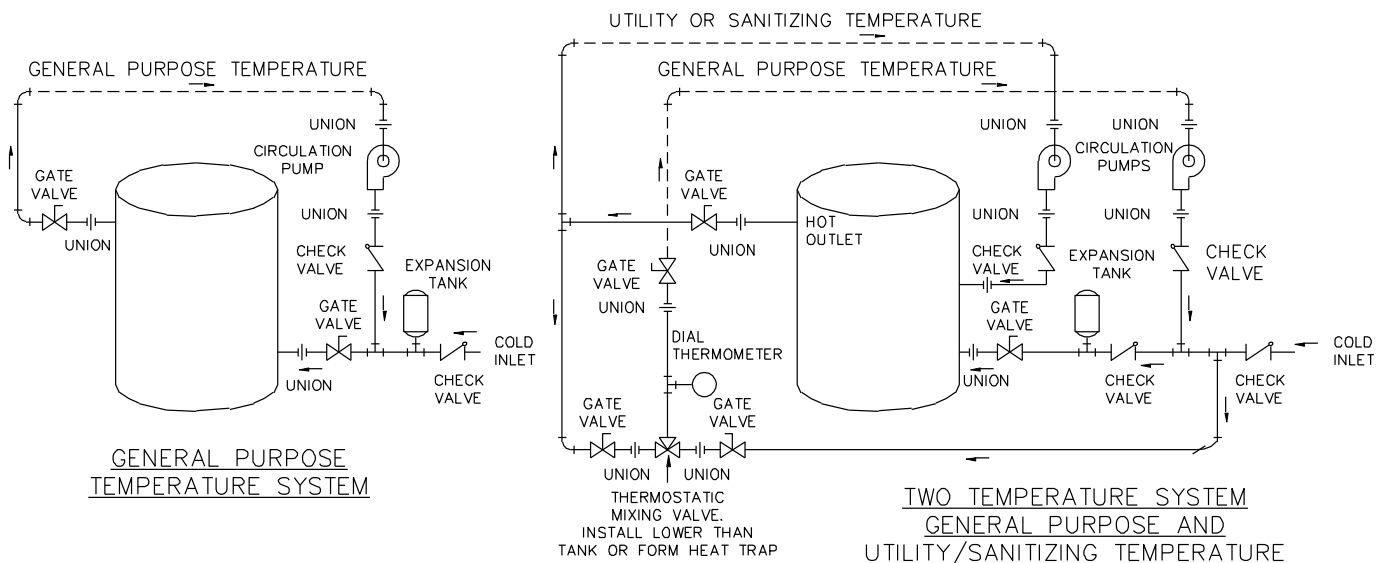 GENERAL PURPOSE TEMPERATURE
UNION
CIRCULATION
PUMP
GATE
VALVE
UNION
UNION
CHECK
VALVE
EXPANSION
TANK
GATE
VALVE
COLD
INLET
UNION
CHECK
VALVE
GENERAL PURPOSE
TEMPERATURE SYSTEM
UTILITY OR SANITIZING TEMPERATURE
GENERAL PURPOSE TEMPERATURE
UNION
UNION
CIRCULATION
PUMPS
GATE
VALVE
UNION
HOT
OUTLET
UNION
UNION
CHECK
VALVE
EXPANSION
TANK
CHECK
VALVE
GATE
VALVE
UNION
GATE
VALVE
DIAL
THERMOMETER
COLD
INLET
UNION
CHECK
VALVE
CHECK
VALVE
GATE
VALVE
GATE
VALVE
UNION
UNION
THERMOSTATIC
MIXING VALVE.
INSTALL LOWER THAN
TANK OR FORM HEAT TRAP
TWO TEMPERATURE SYSTEM
GENERAL PURPOSE AND
UTILITY/SANITIZING TEMPERATURE